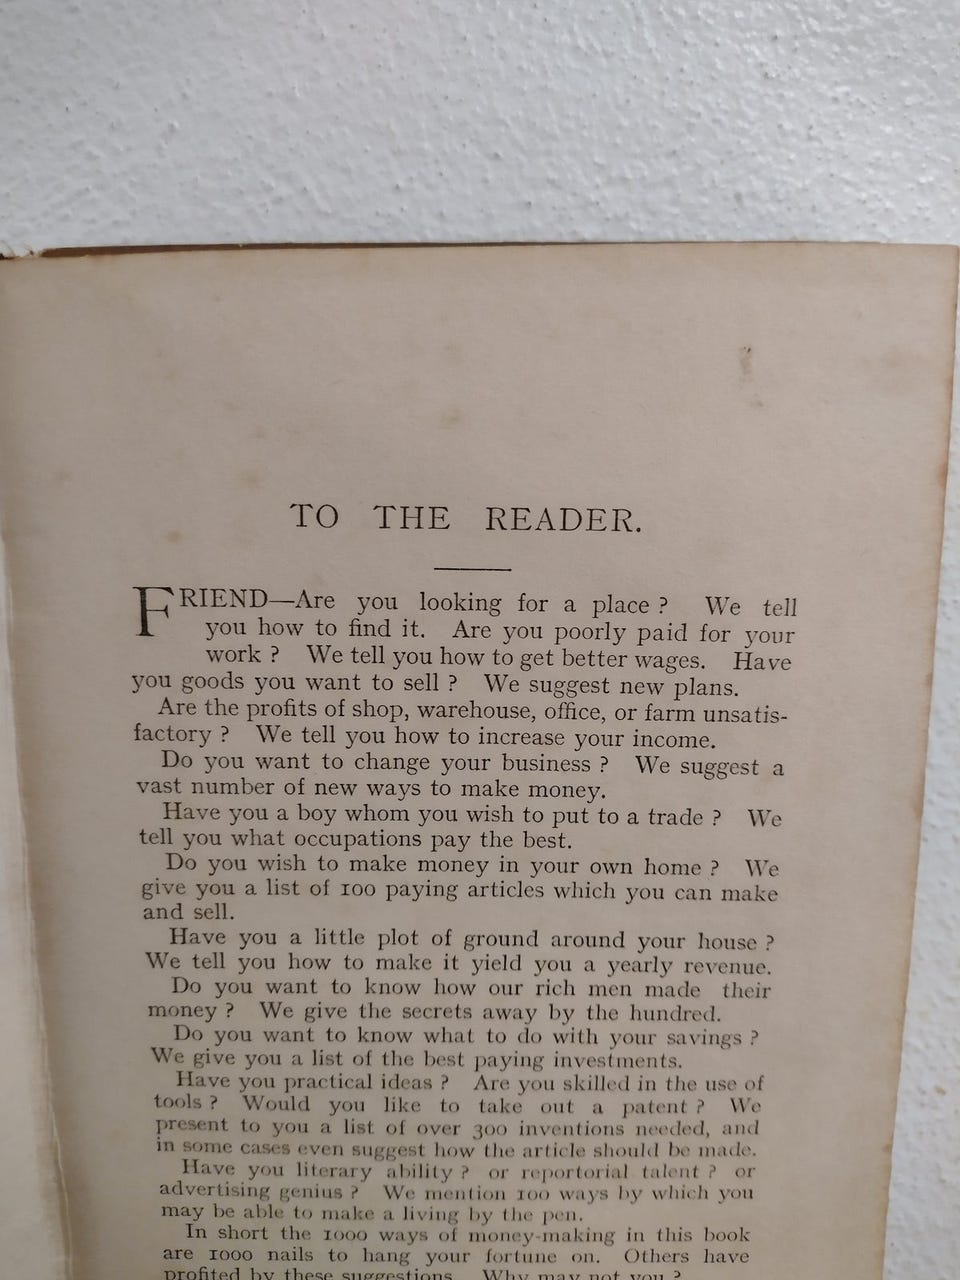 TO THE READER.
FRIEND—Are you looking for a place ? We tell
you how to find it. Are you poorly paid for your
work ? We tell you how to get better wages. Have
you goods you want to sell ? We suggest new plans.
Are the profits of shop, warehouse, office, or farm unsatis-
factory ? We tell you how to increase your income.
Do you want to change your business ? We suggest a
vast number of new ways to make money.
Have you a boy whom you wish to put to a trade ? We
tell you what occupations pay the best.
Do you wish to make money in your own home ? We
give you a list of 100 paying articles which you can make
and sell.
Have you a little plot of ground around your house ?
We tell you how to make it yield you a yearly revenue.
Do you want to know how our rich men made their
money ? We give the secrets away by the hundred.
Do you want to know what to do with your savings ?
We give you a list of the best paying investments.
Have you practical ideas ? Are you skilled in the use of
tools ? Would you like to take out a patent ? We
present to you a list of over 300 inventions needed, and
in some cases even suggest how the article should be made.
Have you literary ability ? or reportorial talent ? or
advertising genius ? We mention 100 ways by which you
may be able to make a living by the pen.
In short the 1000 ways of money-making in this book
are 1000 nails to hang your fortune on. Others have
profited by these suggestions. Why may not you ?